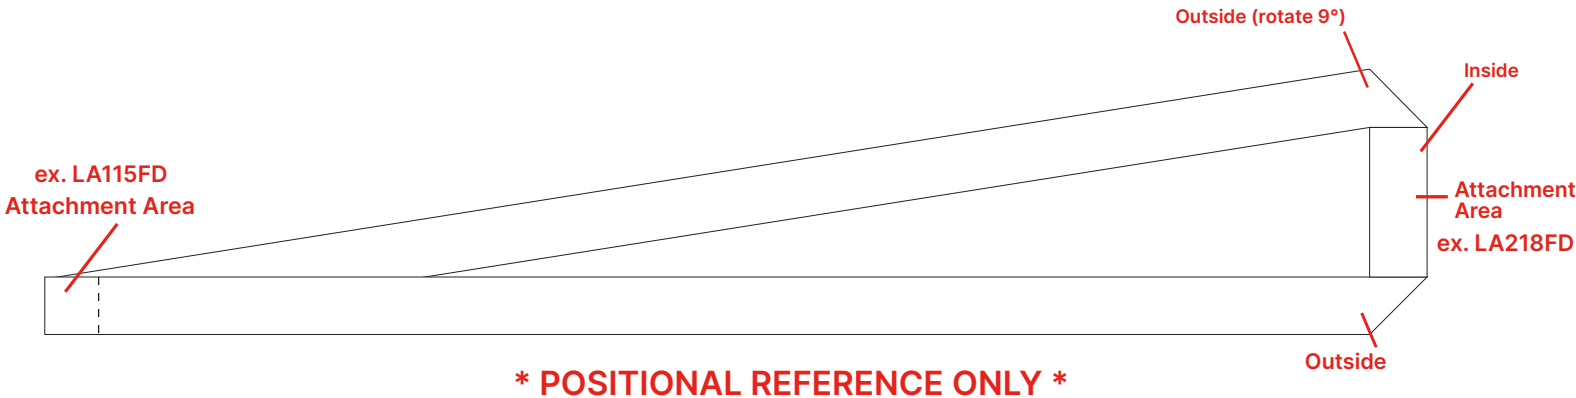 Outside (rotate 9°)
Inside
ex. LA115FD
Attachment Area
Attachment
Area
ex. LA218FD
Outside
* POSITIONAL REFERENCE ONLY *